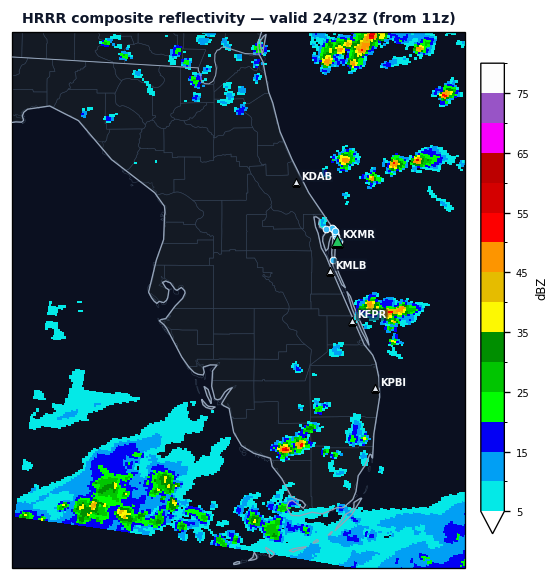 HRRR composite reflectivity — valid 24/23Z (from 11z)
75
65
55
45
35
25
15
5
dBZ
KDAB
KXMR
KMLB
KFPR
KPBI